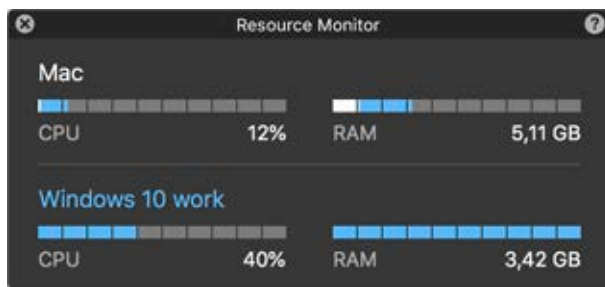 Resource Monitor
Mac
CPU 12% RAM 5,11 GB
Windows 10 work
CPU 40% RAM 3,42 GB